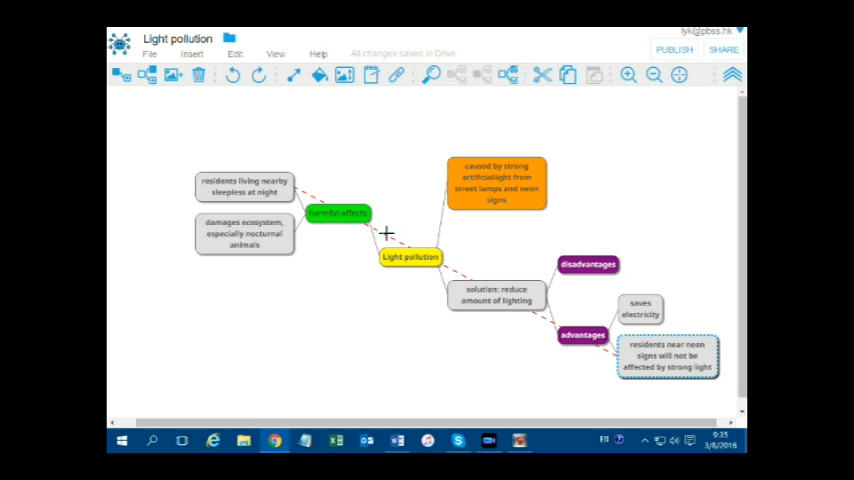 lyk@pbss.hk
Light pollution
File Insert Edit View Help All changes saved in Drive
PUBLISH SHARE
caused by strong
artificiallight from
street lamps and neon
signs
residents living nearby
sleepless at night
harmful effects
damages ecosystem,
especially nocturnal
animals
Light pollution
disadvantages
solution: reduce
amount of lighting
saves
electricity
advantages
residents near neon
signs will not be
affected by strong light
9:35
3/8/2016